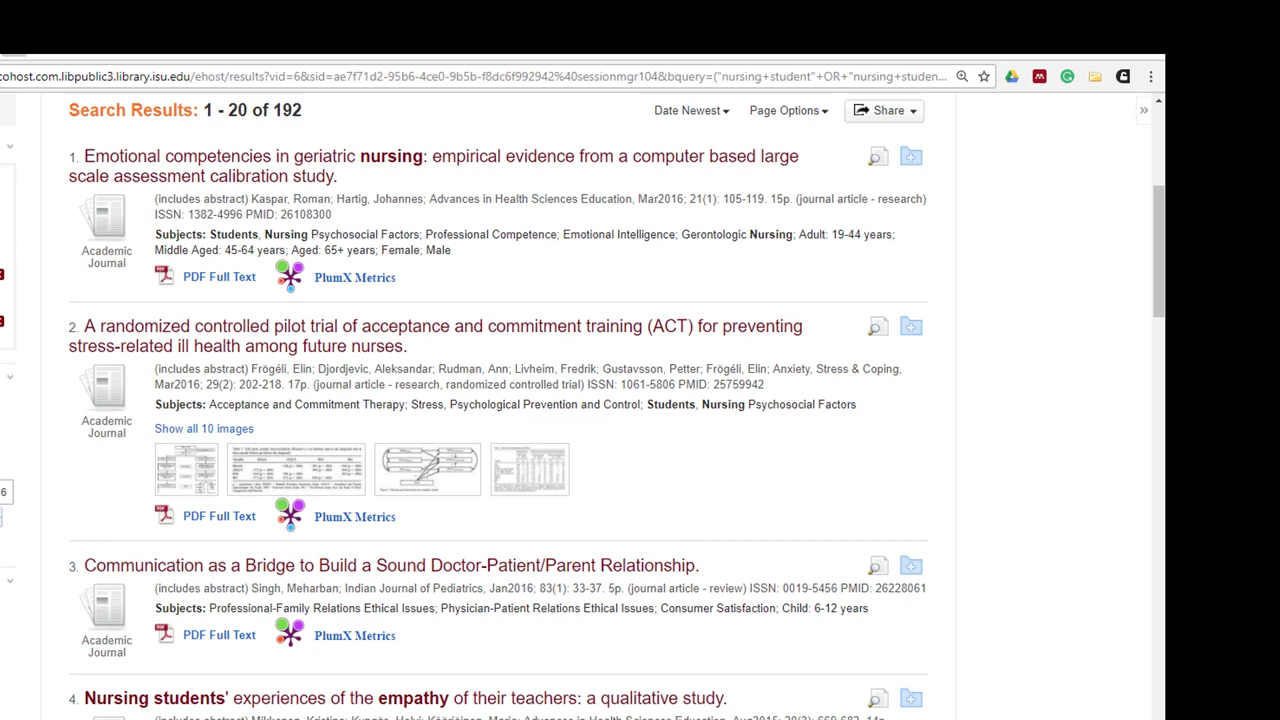 cohost.com.libpublic3.library.isu.edu/ehost/results?vid=6&sid=ae7f71d2-95b6-4ce0-9b5b-f8dc6f992942%40sessionmgr104&bquery=("nursing+student"+OR+"nursing+studen...
Search Results: 1 - 20 of 192
Date Newest Page Options Share
1. Emotional competencies in geriatric nursing: empirical evidence from a computer based large
scale assessment calibration study.
(includes abstract) Kaspar, Roman; Hartig, Johannes; Advances in Health Sciences Education, Mar2016; 21(1): 105-119. 15p. (journal article - research)
ISSN: 1382-4996 PMID: 26108300
Subjects: Students, Nursing Psychosocial Factors; Professional Competence; Emotional Intelligence; Gerontologic Nursing; Adult: 19-44 years;
Middle Aged: 45-64 years; Aged: 65+ years; Female; Male
Academic
Journal
PDF Full Text PlumX Metrics
2. A randomized controlled pilot trial of acceptance and commitment training (ACT) for preventing
stress-related ill health among future nurses.
(includes abstract) Frögéli, Elin; Djordjevic, Aleksandar; Rudman, Ann; Livheim, Fredrik; Gustavsson, Petter; Frögéli, Elin; Anxiety, Stress & Coping,
Mar2016; 29(2): 202-218. 17p. (journal article - research, randomized controlled trial) ISSN: 1061-5806 PMID: 25759942
Subjects: Acceptance and Commitment Therapy; Stress, Psychological Prevention and Control; Students, Nursing Psychosocial Factors
Academic
Journal
Show all 10 images
PDF Full Text PlumX Metrics
3. Communication as a Bridge to Build a Sound Doctor-Patient/Parent Relationship.
(includes abstract) Singh, Meharban; Indian Journal of Pediatrics, Jan2016; 83(1): 33-37. 5p. (journal article - review) ISSN: 0019-5456 PMID: 26228061
Subjects: Professional-Family Relations Ethical Issues; Physician-Patient Relations Ethical Issues; Consumer Satisfaction; Child: 6-12 years
Academic
Journal
PDF Full Text PlumX Metrics
6
4. Nursing students' experiences of the empathy of their teachers: a qualitative study.